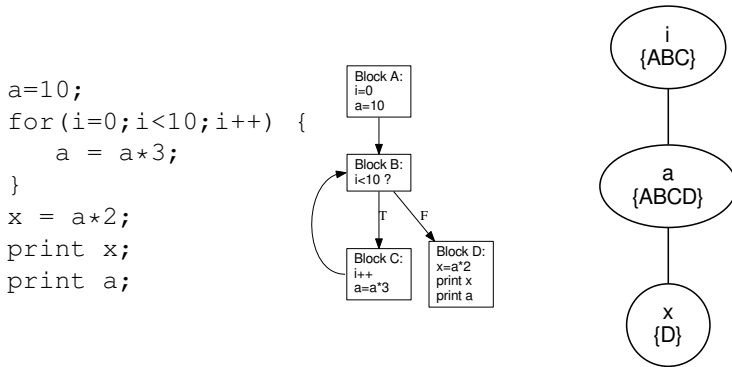 a=10;
for(i=0;i<10;i++) {
   a = a*3;
}
x = a*2;
print x;
print a;
Block A:
i=0
a=10
Block B:
i<10 ?
T
F
Block C:
i++
a=a*3
Block D:
x=a*2
print x
print a
i
{ABC}
a
{ABCD}
x
{D}